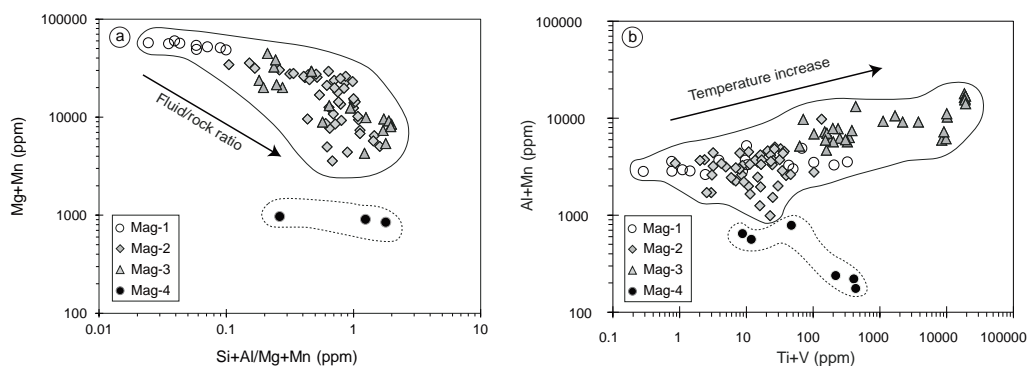 a
100000
10000
1000
100
Mg+Mn (ppm)
Fluid/rock ratio
Mag-1
Mag-2
Mag-3
Mag-4
0.01
0.1
1
10
Si+Al/Mg+Mn (ppm)
b
100000
10000
1000
100
Al+Mn (ppm)
Temperature increase
Mag-1
Mag-2
Mag-3
Mag-4
0.1
1
10
100
1000
10000
100000
Ti+V (ppm)